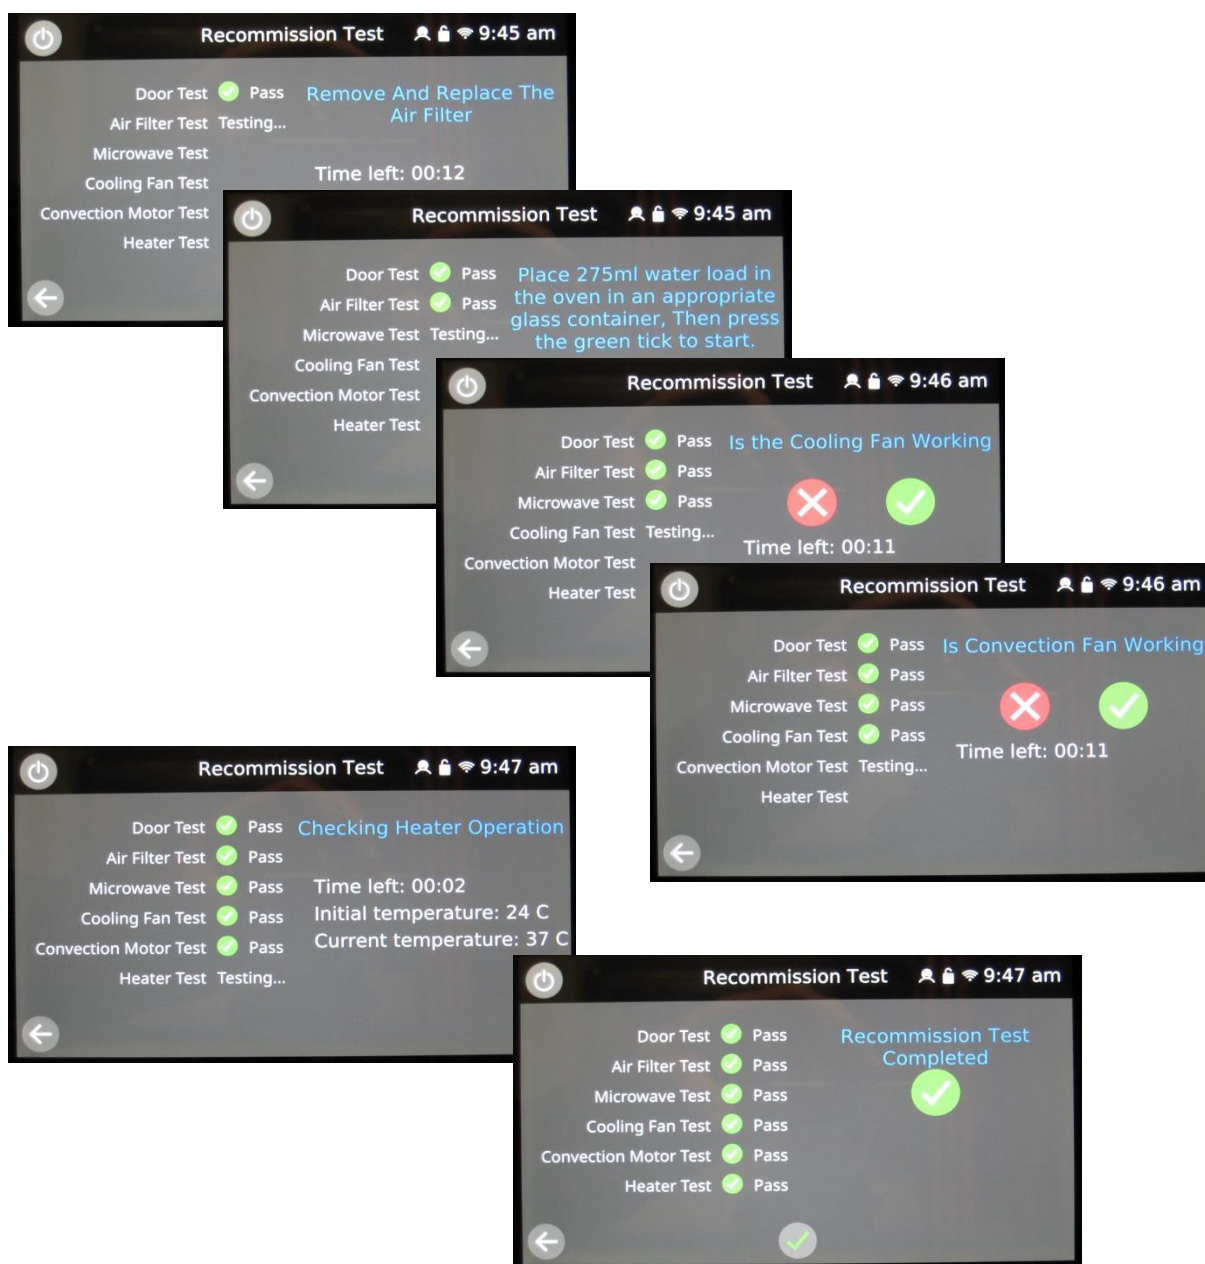 Recommission Test 9:45 am
Door Test Pass Remove And Replace The
Air Filter
Air Filter Test Testing...
Microwave Test
Time left: 00:12
Cooling Fan Test
Convection Motor Test
Heater Test
Recommission Test 9:45 am
Door Test Pass Place 275ml water load in
Air Filter Test Pass the oven in an appropriate
glass container, Then press
Microwave Test Testing... the green tick to start.
Cooling Fan Test
Convection Motor Test
Heater Test
Recommission Test 9:46 am
Door Test Pass Is the Cooling Fan Working
Air Filter Test Pass
Microwave Test Pass
Cooling Fan Test Testing...
Time left: 00:11
Convection Motor Test
Heater Test
Recommission Test 9:46 am
Door Test Pass Is Convection Fan Working
Air Filter Test Pass
Microwave Test Pass
Cooling Fan Test Pass
Time left: 00:11
Convection Motor Test Testing...
Heater Test
Recommission Test 9:47 am
Door Test Pass Checking Heater Operation
Air Filter Test Pass
Microwave Test Pass Time left: 00:02
Cooling Fan Test Pass Initial temperature: 24 C
Convection Motor Test Pass Current temperature: 37 C
Heater Test Testing...
Recommission Test 9:47 am
Door Test Pass Recommission Test
Completed
Air Filter Test Pass
Microwave Test Pass
Cooling Fan Test Pass
Convection Motor Test Pass
Heater Test Pass